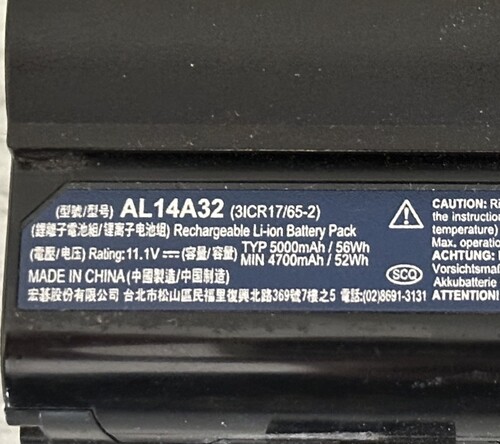 (型號/型号) AL14A32 (3ICR17/65-2)
(鋰離子電池組/锂离子电池组) Rechargeable Li-ion Battery Pack
(電壓/电压) Rating:11.1V⎓(容量/容量) TYP 5000mAh / 56Wh
MIN 4700mAh / 52Wh
MADE IN CHINA(中國製造/中国制造)
宏碁股份有限公司 台北市松山區民福里復興北路369號7樓之5 電話:(02)8691-3131
SCQ
CAUTION:
the instruction
temperature)
Max. operatio
ACHTUNG:
Vorsichtsma
Akkubatterie
ATTENTION!